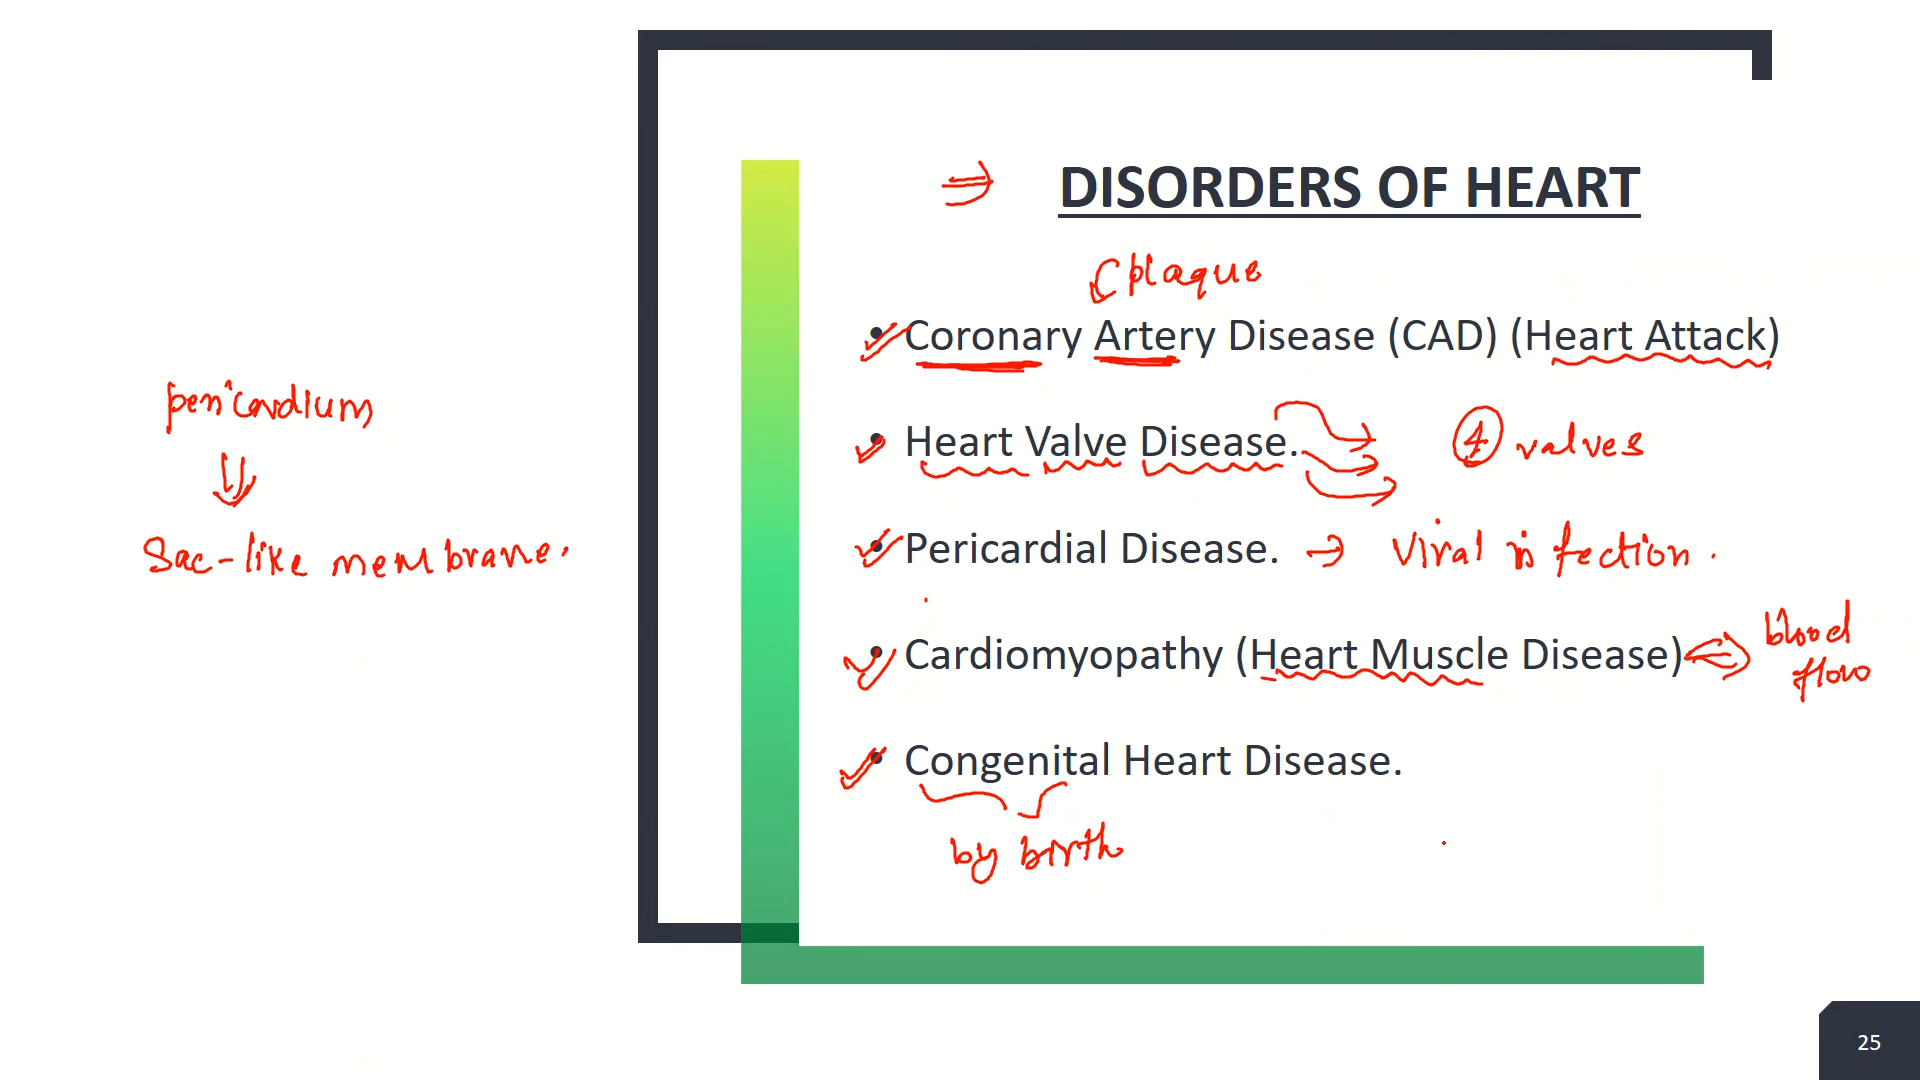 DISORDERS OF HEART
plaque
• Coronary Artery Disease (CAD) (Heart Attack)
pericardium
• Heart Valve Disease. 4 valves
Sac-like membrane.
• Pericardial Disease. → Viral infection.
• Cardiomyopathy (Heart Muscle Disease) blood
flow
• Congenital Heart Disease.
by birth
25